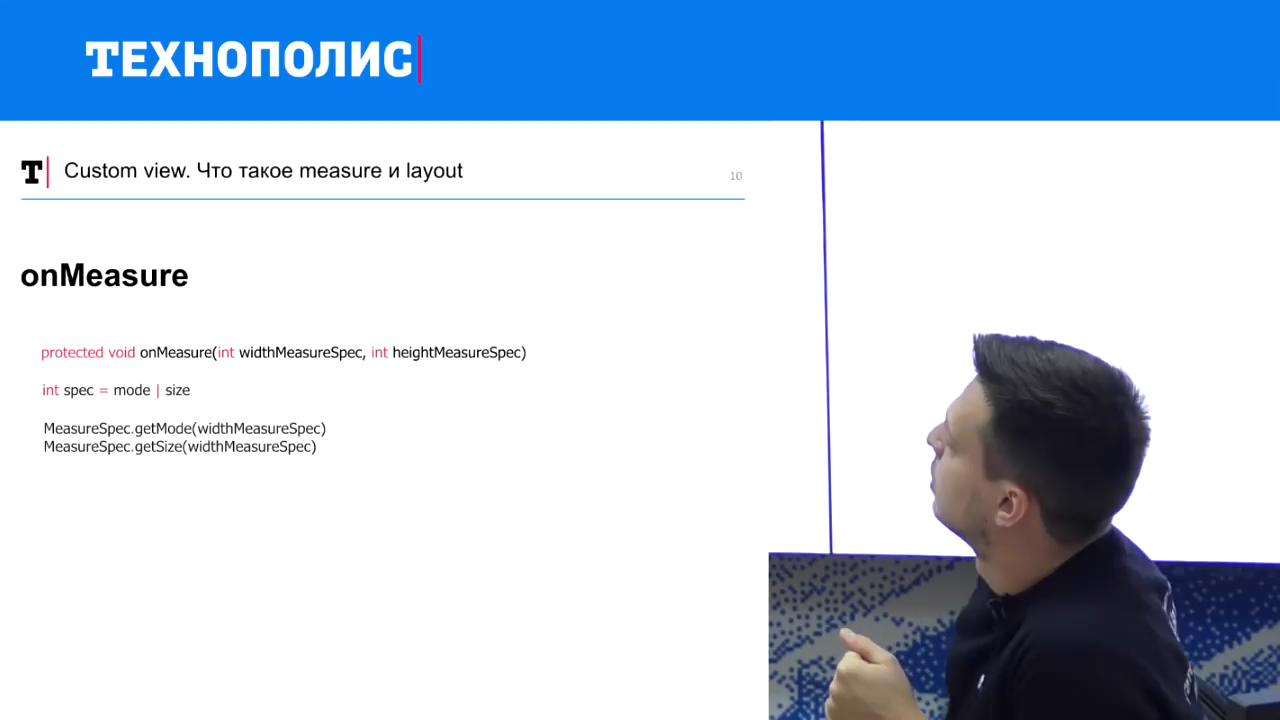 ТЕХНОПОЛИС
T Custom view. Что такое measure и layout
10
onMeasure
protected void onMeasure(int widthMeasureSpec, int heightMeasureSpec)
int spec = mode | size
MeasureSpec.getMode(widthMeasureSpec)
MeasureSpec.getSize(widthMeasureSpec)